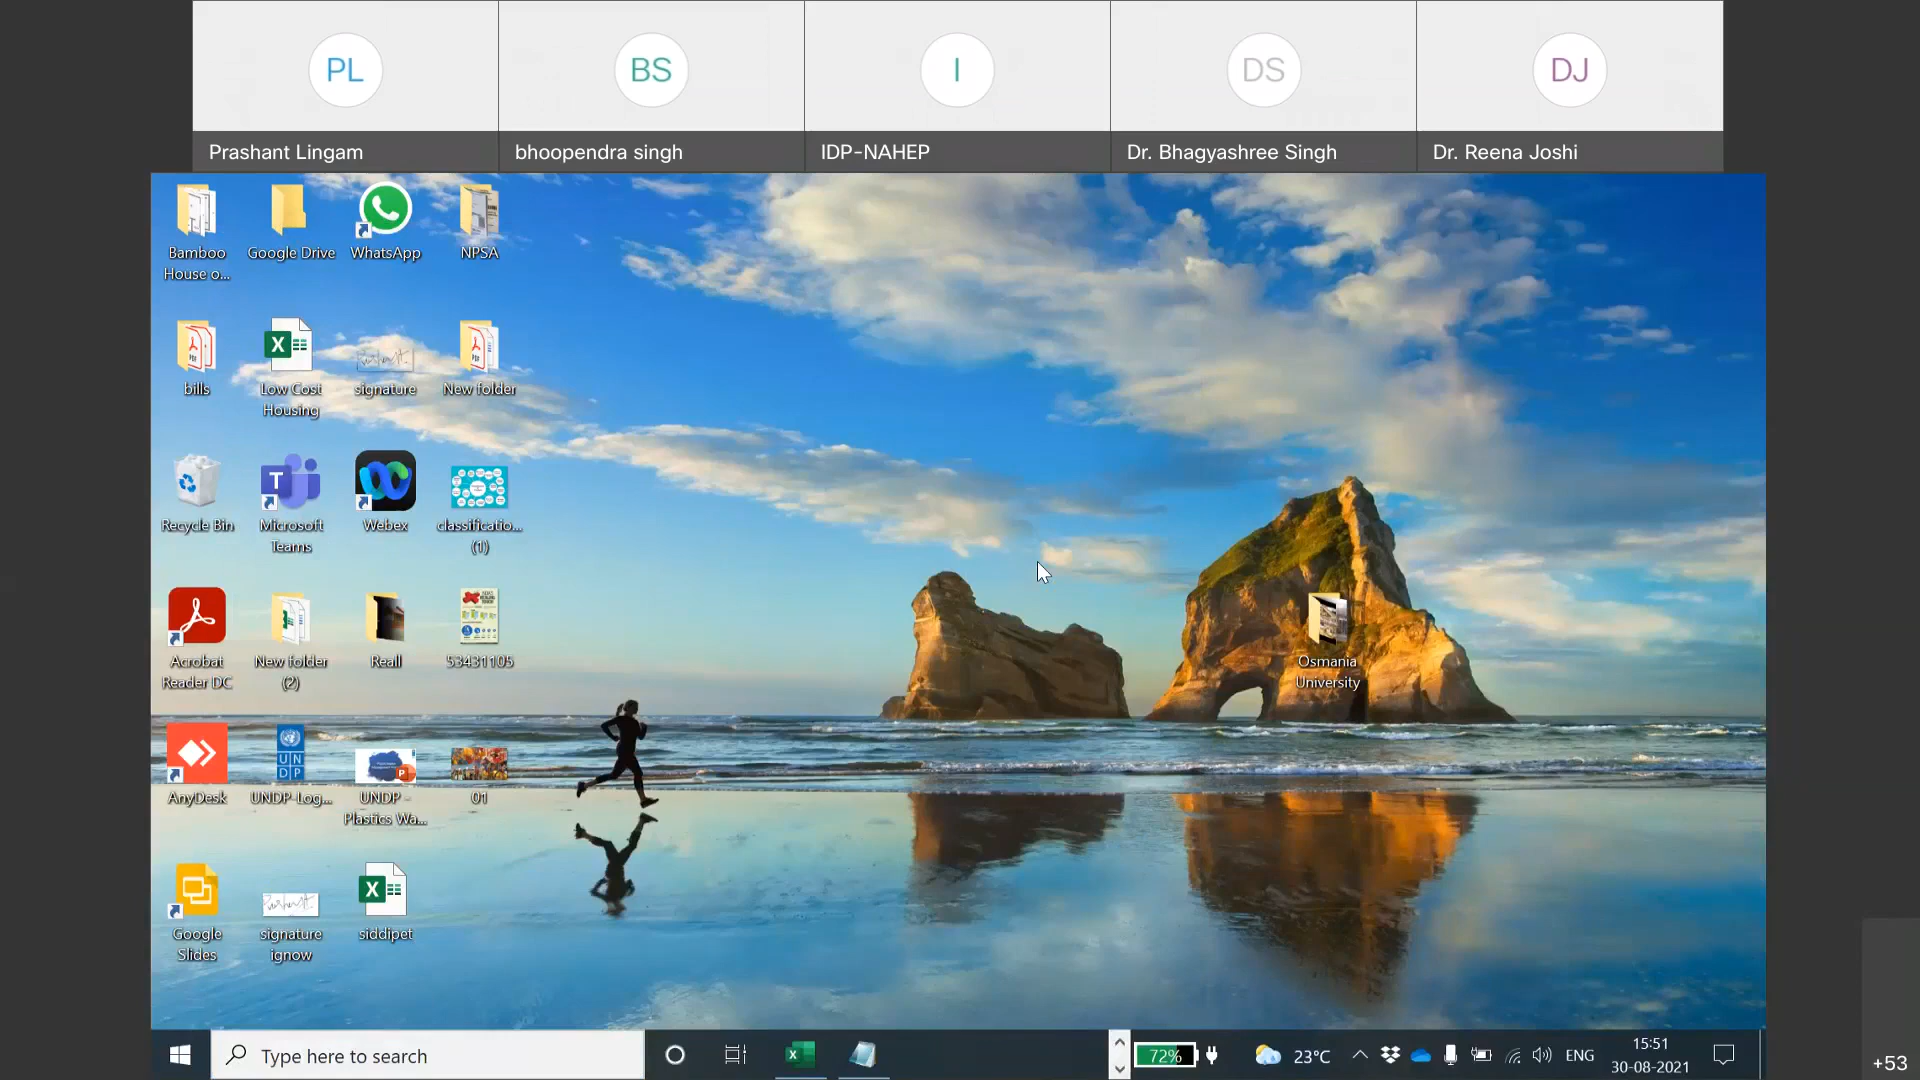 PL
BS
I
DS
DJ
Prashant Lingam
bhoopendra singh
IDP-NAHEP
Dr. Bhagyashree Singh
Dr. Reena Joshi
Bamboo
House o...
Google Drive
WhatsApp
NPSA
bills
Low Cost
Housing
signature
New folder
Recycle Bin
Microsoft
Teams
Webex
classificatio...
(1)
Acrobat
Reader DC
New folder
(2)
Reall
53431105
Osmania
University
AnyDesk
UNDP-Log...
UNDP -
Plastics Wa...
01
Google
Slides
signature
ignow
siddipet
Type here to search
72%
23°C
ENG
15:51
30-08-2021
+53